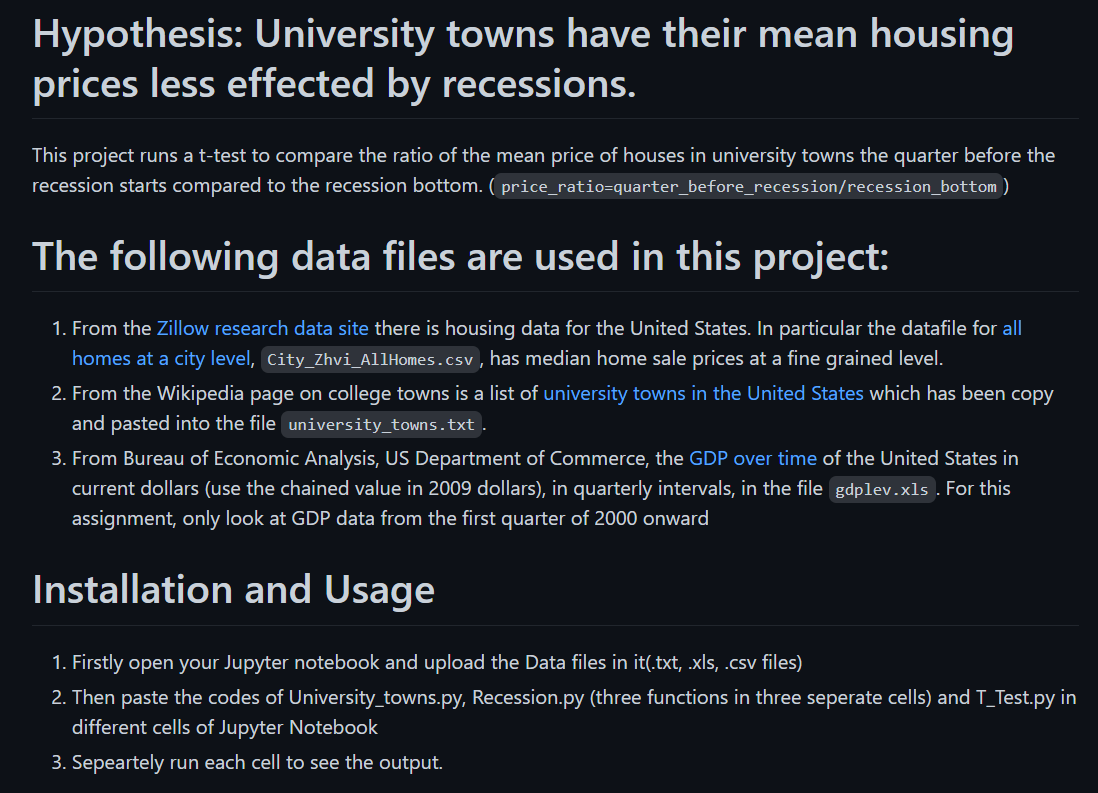 Hypothesis: University towns have their mean housing
prices less effected by recessions.
This project runs a t-test to compare the ratio of the mean price of houses in university towns the quarter before the
recession starts compared to the recession bottom. (price_ratio=quarter_before_recession/recession_bottom)
The following data files are used in this project:
1. From the Zillow research data site there is housing data for the United States. In particular the datafile for all
homes at a city level, City_Zhvi_AllHomes.csv, has median home sale prices at a fine grained level.
2. From the Wikipedia page on college towns is a list of university towns in the United States which has been copy
and pasted into the file university_towns.txt.
3. From Bureau of Economic Analysis, US Department of Commerce, the GDP over time of the United States in
current dollars (use the chained value in 2009 dollars), in quarterly intervals, in the file gdplev.xls. For this
assignment, only look at GDP data from the first quarter of 2000 onward
Installation and Usage
1. Firstly open your Jupyter notebook and upload the Data files in it(.txt, .xls, .csv files)
2. Then paste the codes of University_towns.py, Recession.py (three functions in three seperate cells) and T_Test.py in
different cells of Jupyter Notebook
3. Sepeartely run each cell to see the output.